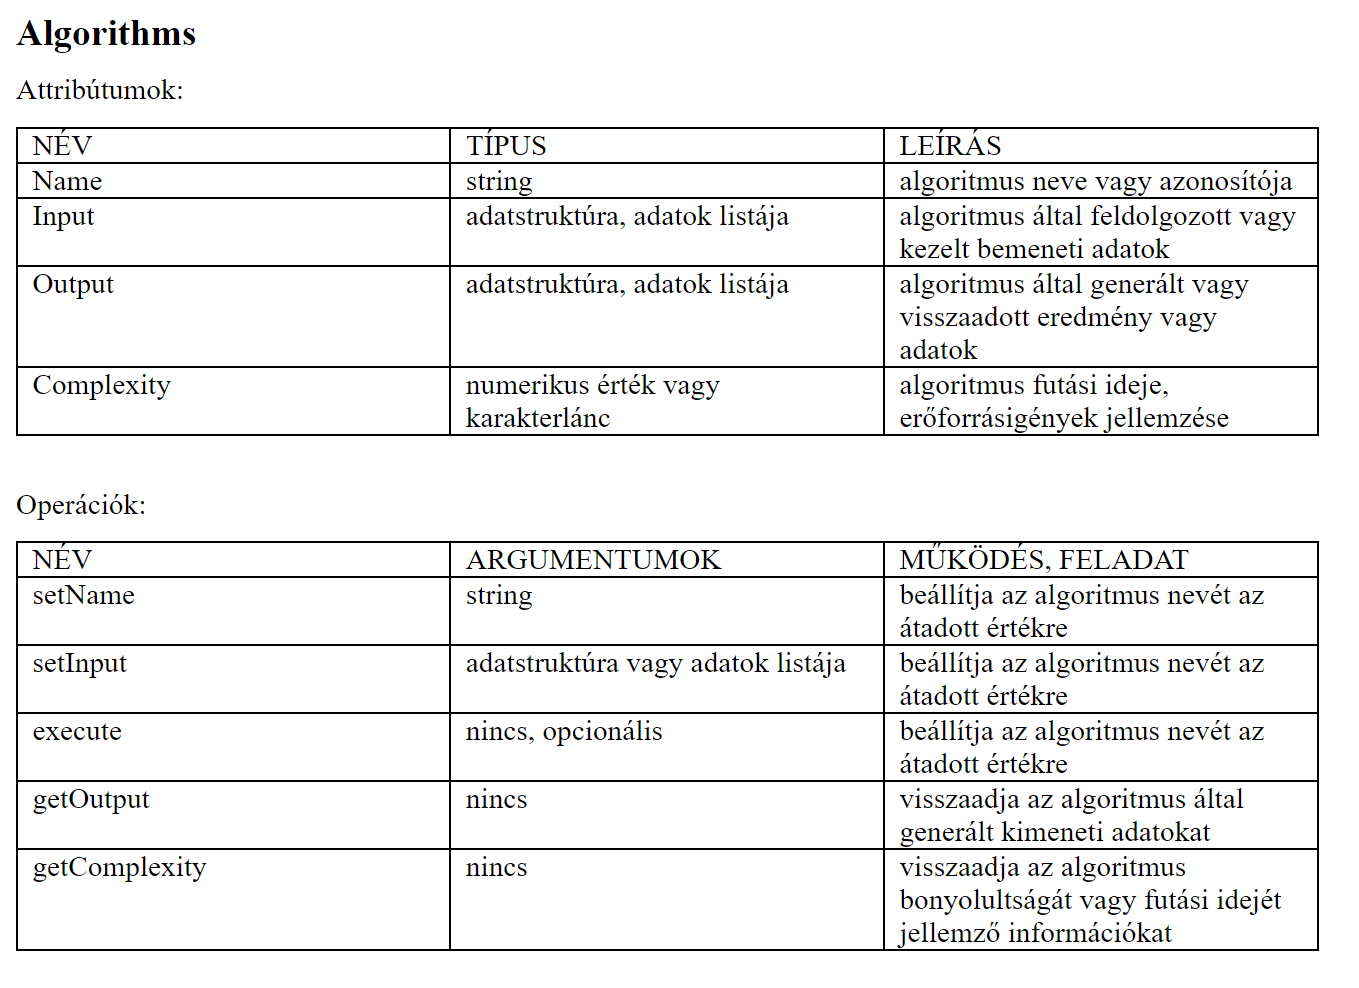 Algorithms
Attribútumok:
NÉV TÍPUS LEÍRÁS
Name string algoritmus neve vagy azonosítója
Input adatstruktúra, adatok listája algoritmus által feldolgozott vagy
kezelt bemeneti adatok
Output adatstruktúra, adatok listája algoritmus által generált vagy
visszaadott eredmény vagy
adatok
Complexity numerikus érték vagy algoritmus futási ideje,
karakterlánc erőforrásigények jellemzése
Operációk:
NÉV ARGUMENTUMOK MŰKÖDÉS, FELADAT
setName string beállítja az algoritmus nevét az
átadott értékre
setInput adatstruktúra vagy adatok listája beállítja az algoritmus nevét az
átadott értékre
execute nincs, opcionális beállítja az algoritmus nevét az
átadott értékre
getOutput nincs visszaadja az algoritmus által
generált kimeneti adatokat
getComplexity nincs visszaadja az algoritmus
bonyolultságát vagy futási idejét
jellemző információkat